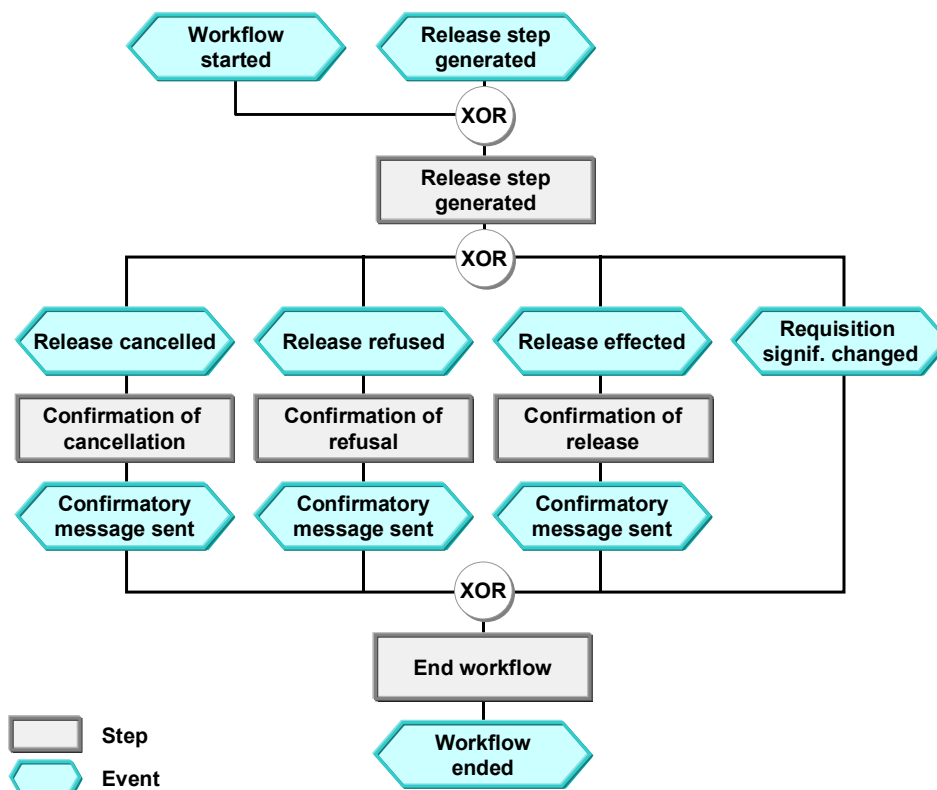 Workflow
started
Release step
generated
XOR
Release step
generated
XOR
Release cancelled
Release refused
Release effected
Requisition
signif. changed
Confirmation of
cancellation
Confirmation of
refusal
Confirmation of
release
Confirmatory
message sent
Confirmatory
message sent
Confirmatory
message sent
XOR
End workflow
Workflow
ended
Step
Event